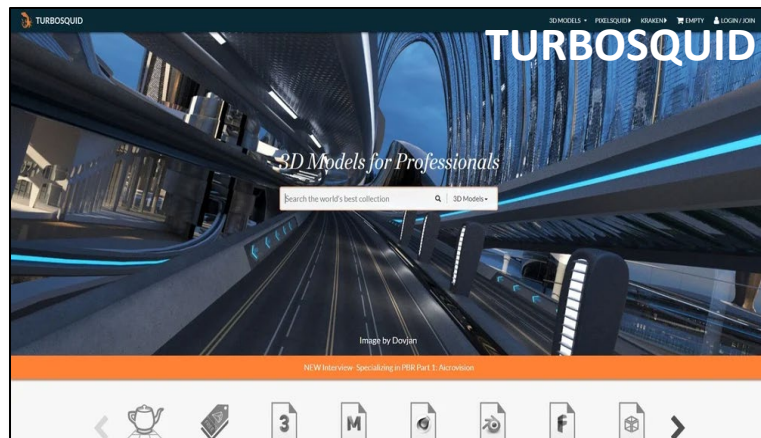 TURBOSQUID
3D MODELS PIXELSQUID KRAKEN EMPTY LOGIN / JOIN
TURBOSQUID
3D Models for Professionals
Search the world's best collection 3D Models
Image by Dovjan
NEW Interview- Specializing in PBR Part 1: Aicrovision
3 M F